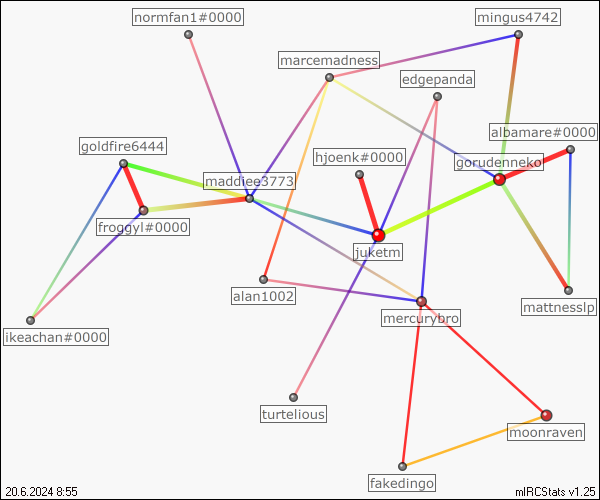 normfan1#0000
mingus4742
marcemadness
edgepanda
albamare#0000
goldfire6444
hjoenk#0000
gorudenneko
maddiee3773
froggyl#0000
juketm
alan1002
mattnesslp
mercurybro
ikeachan#0000
turtelious
moonraven
fakedingo
20.6.2024 8:55
mIRCStats v1.25